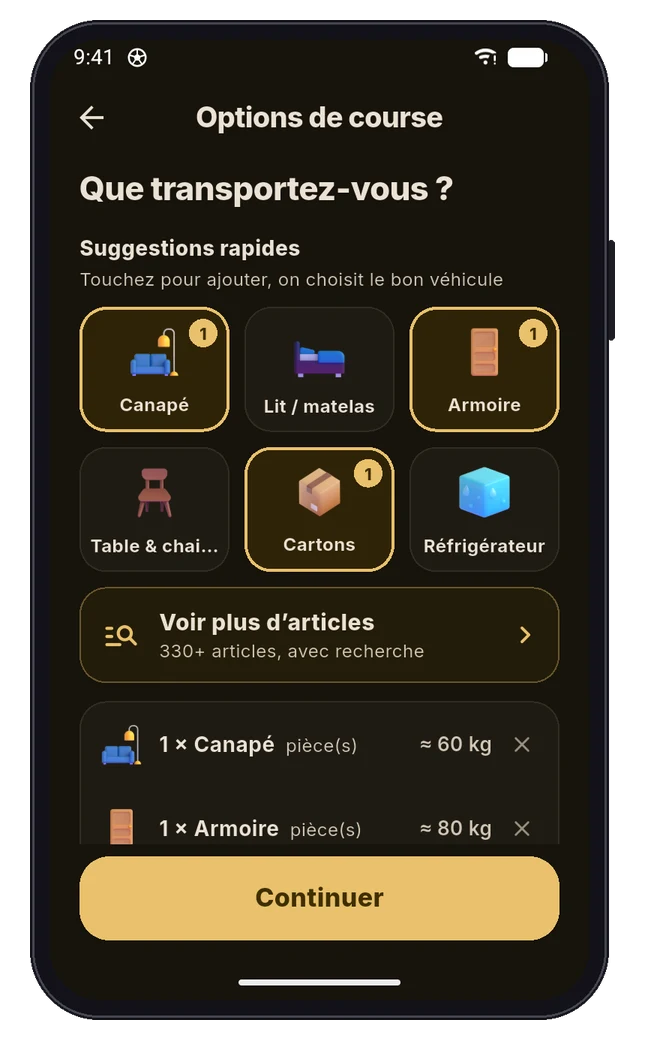 9:41
Options de course
Que transportez-vous ?
Suggestions rapides
Touchez pour ajouter, on choisit le bon véhicule
1
1
Canapé
Lit / matelas
Armoire
1
Table & chai...
Cartons
Réfrigérateur
Voir plus d’articles
330+ articles, avec recherche
1 × Canapé pièce(s) ≈ 60 kg
1 × Armoire pièce(s) ≈ 80 kg
Continuer